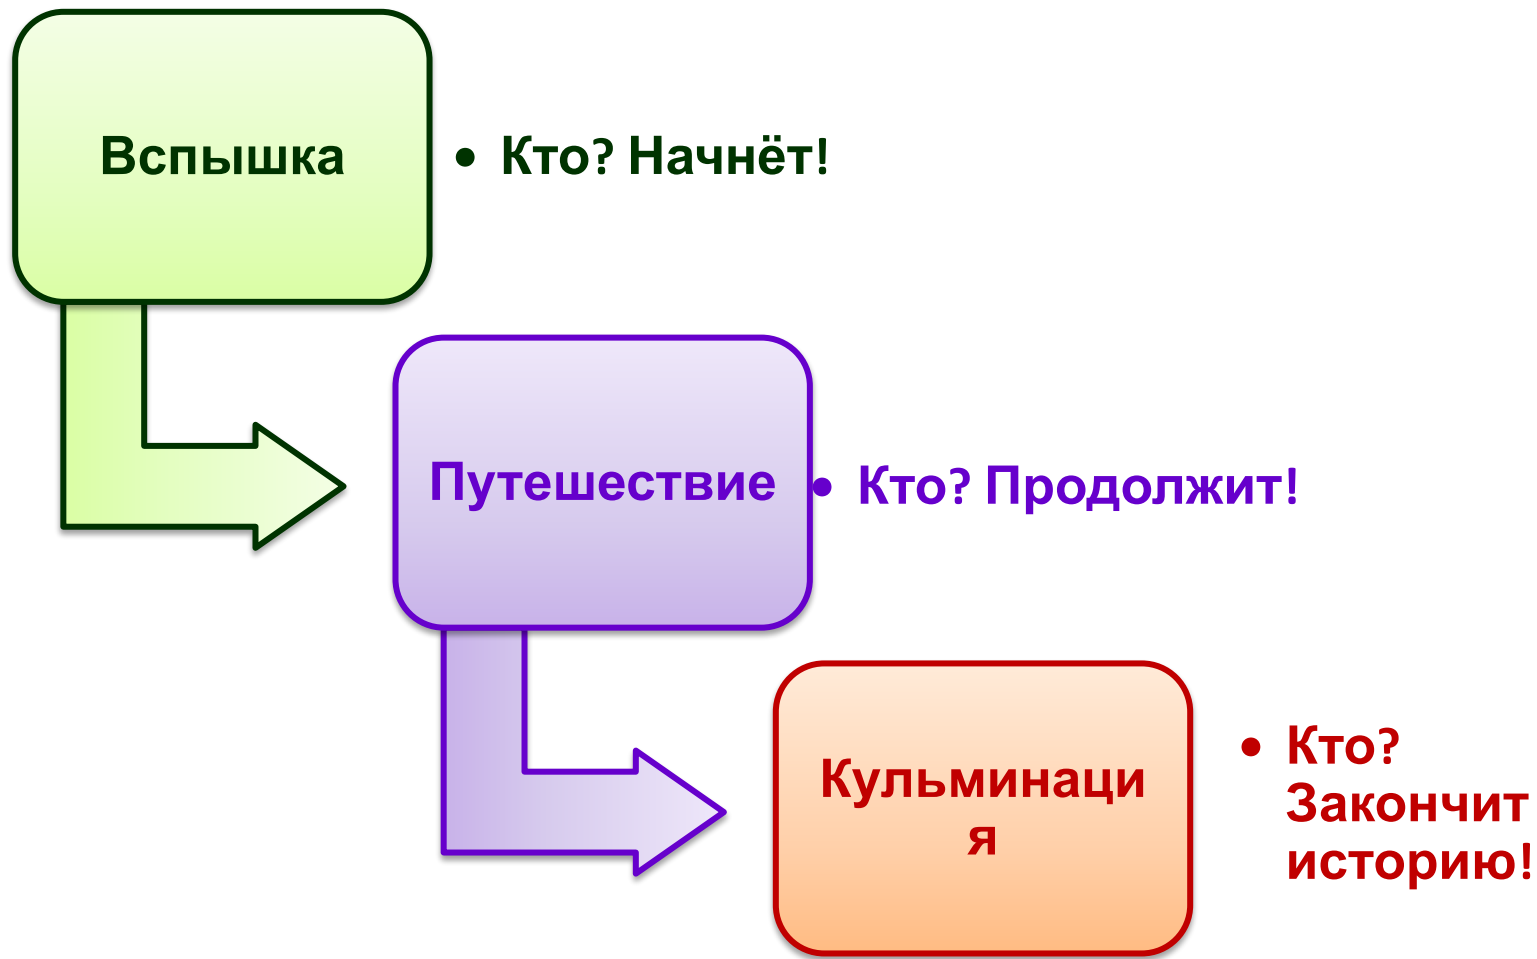 Вспышка
• Кто? Начнёт!
Путешествие
• Кто? Продолжит!
Кульминаци
я
• Кто?
Закончит
историю!